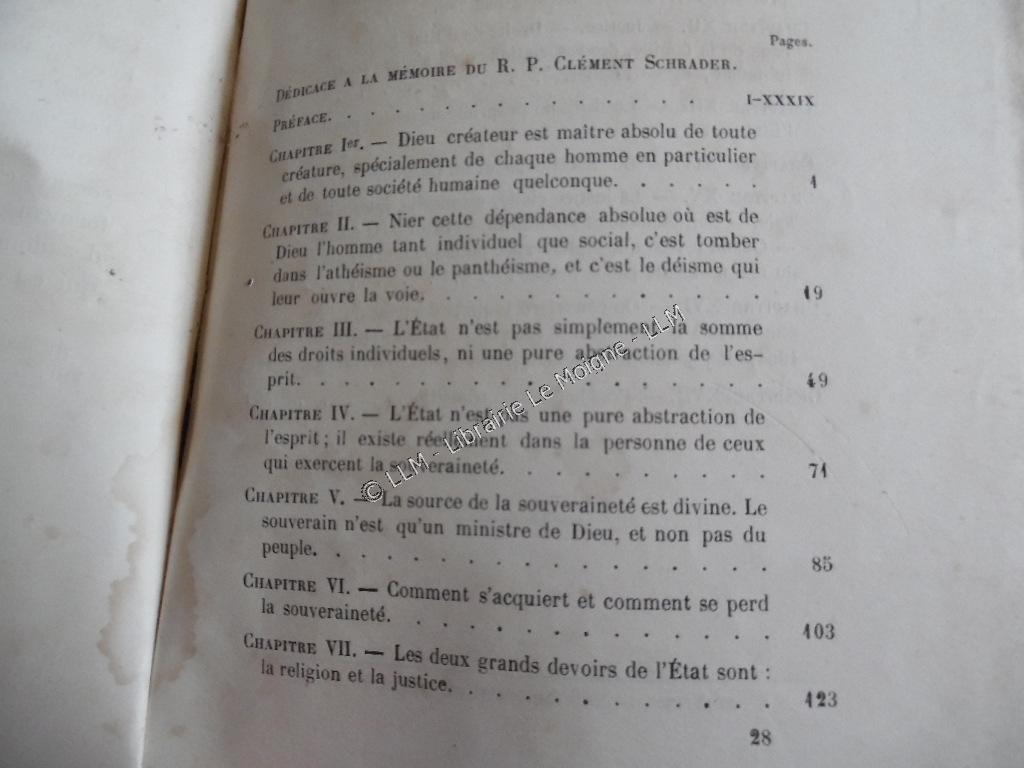 Pages.
DÉDICACE A LA MÉMOIRE DU R. P. CLÉMENT SCHRADER.
PRÉFACE. . . . . . . . . . . . . . I-XXXIX
CHAPITRE Ier. — Dieu créateur est maître absolu de toute
créature, spécialement de chaque homme en particulier
et de toute société humaine quelconque. . . . . . 1
CHAPITRE II. — Nier cette dépendance absolue où est de
Dieu l'homme tant individuel que social, c'est tomber
dans l'athéisme ou le panthéisme, et c'est le déisme qui
leur ouvre la voie. . . . . . . . . . . . . 19
CHAPITRE III. — L'État n'est pas simplement la somme
des droits individuels, ni une pure abstraction de l'es-
prit. . . . . . . . . . . . . . . . . 49
CHAPITRE IV. — L'État n'est pas une pure abstraction de
l'esprit ; il existe réellement dans la personne de ceux
qui exercent la souveraineté. . . . . . . . . . 71
CHAPITRE V. — La source de la souveraineté est divine. Le
souverain n'est qu'un ministre de Dieu, et non pas du
peuple. . . . . . . . . . . . . . . . 85
CHAPITRE VI. — Comment s'acquiert et comment se perd
la souveraineté. . . . . . . . . . . . . . 103
CHAPITRE VII. — Les deux grands devoirs de l'État sont :
la religion et la justice. . . . . . . . . . . 123
28
© LLM - Librairie Le Moigne - LLM